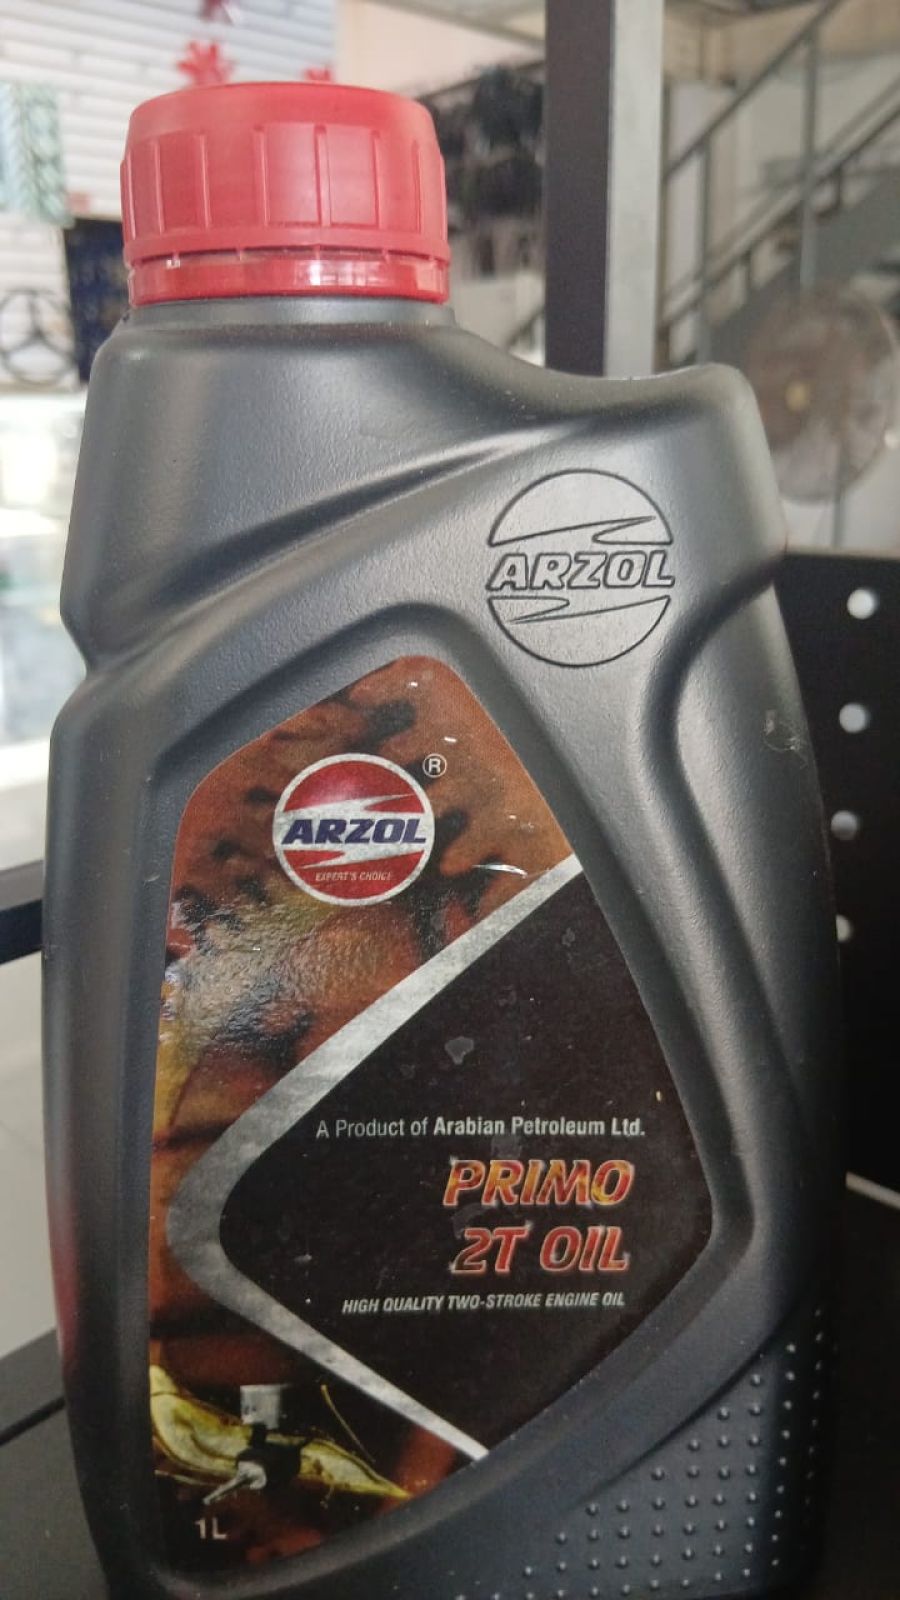 ARZOL
®
ARZOL
EXPERT'S CHOICE
A Product of Arabian Petroleum Ltd.
PRIMO
2T OIL
HIGH QUALITY TWO-STROKE ENGINE OIL
1L